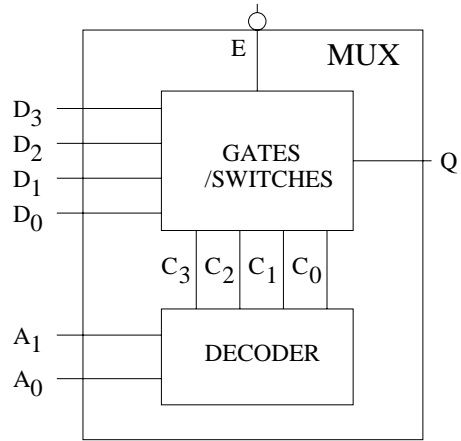 E
MUX
D3
D2
D1
D0
GATES
/SWITCHES
Q
C3 C2 C1 C0
A1
A0
DECODER